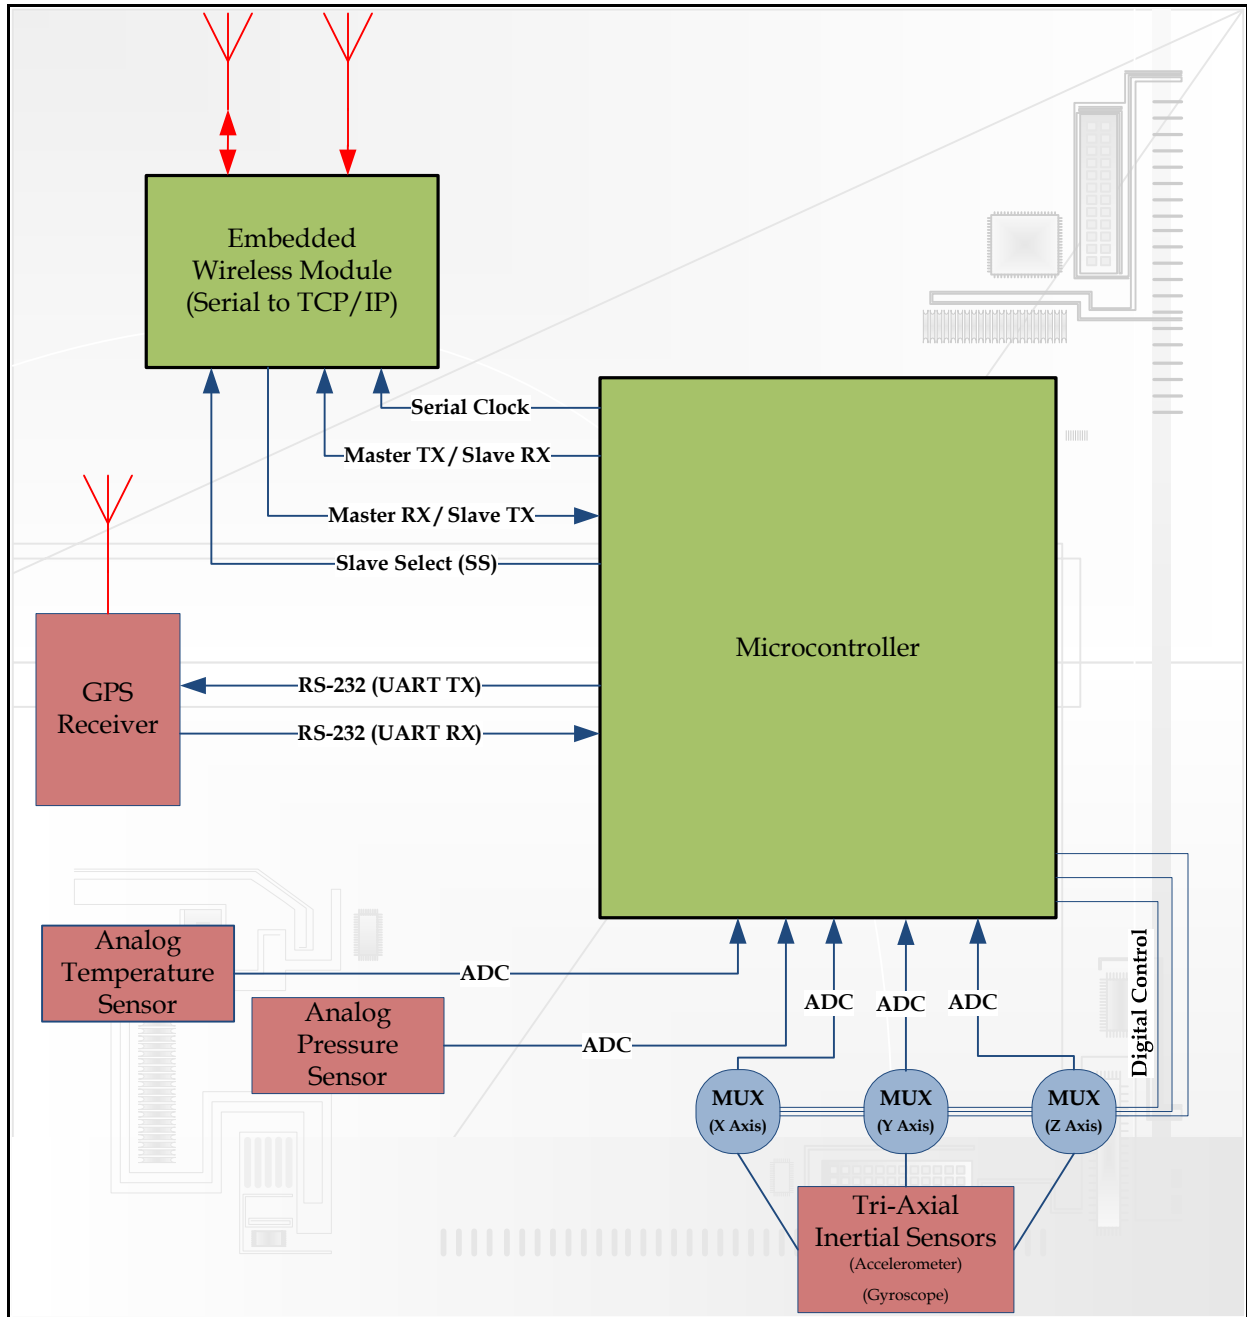 Embedded
Wireless Module
(Serial to TCP/IP)
Serial Clock
Master TX / Slave RX
Master RX / Slave TX
Slave Select (SS)
Microcontroller
GPS
Receiver
RS-232 (UART TX)
RS-232 (UART RX)
Analog
Temperature
Sensor
ADC
Analog
Pressure
Sensor
ADC
ADC
ADC
ADC
Digital Control
MUX
(X Axis)
MUX
(Y Axis)
MUX
(Z Axis)
Tri-Axial
Inertial Sensors
(Accelerometer)
(Gyroscope)